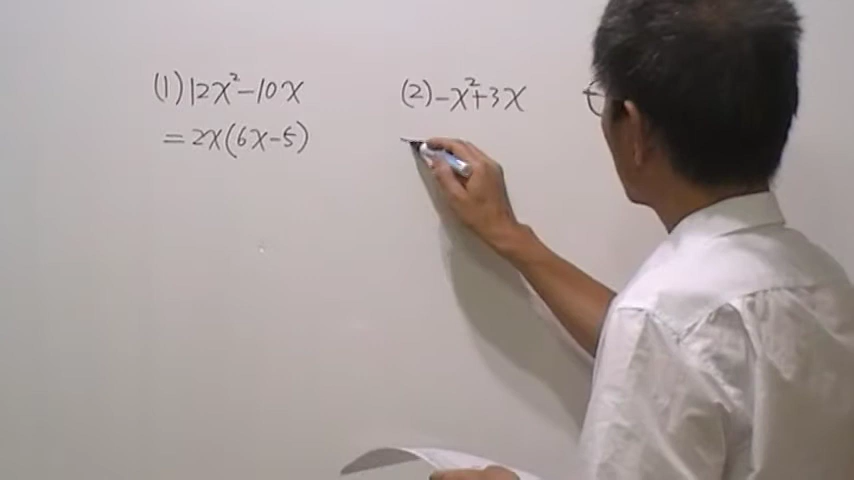 (1) 12x²-10x
= 2x(6x-5)
(2) -x²+3x